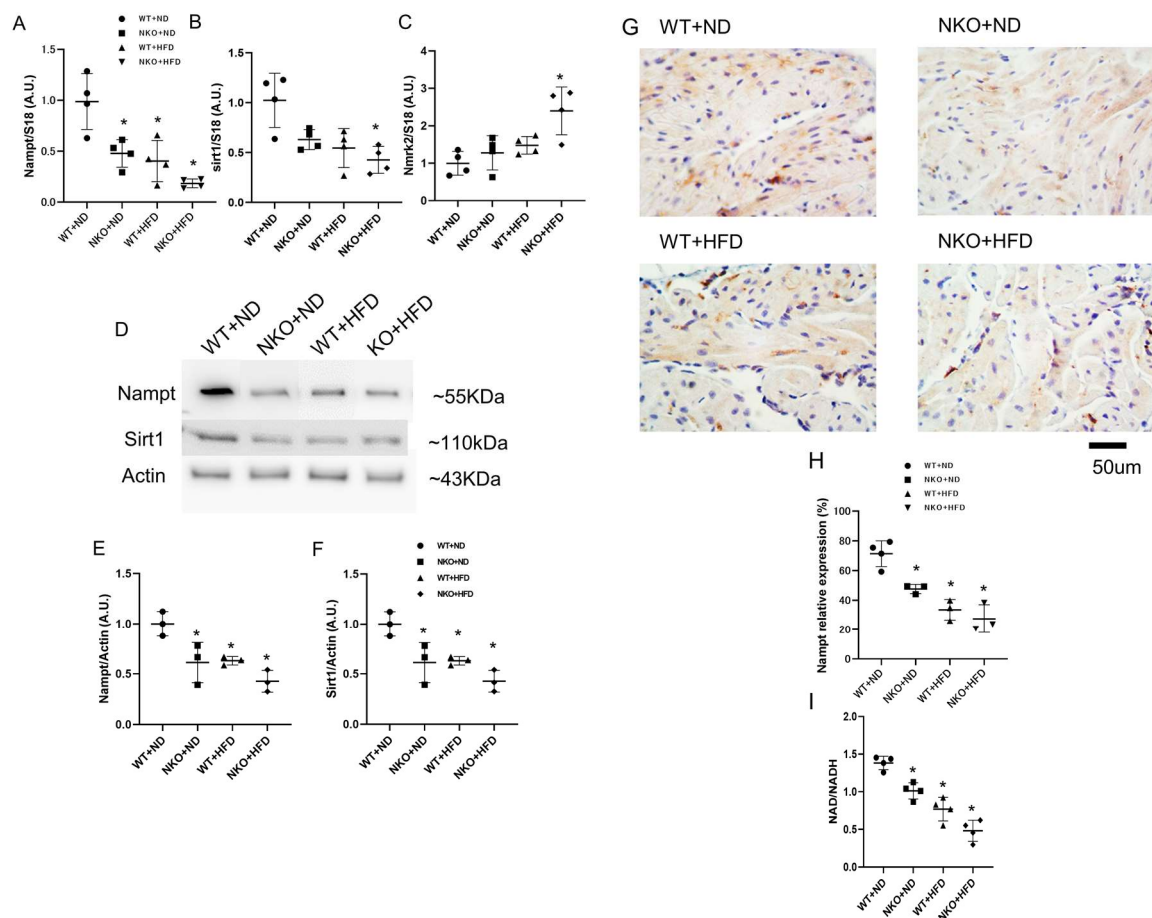 A
WT+ND
NKO+ND
WT+HFD
NKO+HFD
Nampt/S18 (A.U.)
1.5
1.0
0.5
0.0
WT+ND
NKO+ND
WT+HFD
NKO+HFD
* * *
B
sirt1/S18 (A.U.)
1.5
1.0
0.5
0.0
WT+ND
NKO+ND
WT+HFD
NKO+HFD
*
C
Nmrk2/S18 (A.U.)
4
3
2
1
0
WT+ND
NKO+ND
WT+HFD
NKO+HFD
*
D
WT+ND NKO+ND WT+HFD KO+HFD
Nampt ~55KDa
Sirt1 ~110kDa
Actin ~43KDa
E
Nampt/Actin (A.U.)
1.5
1.0
0.5
0.0
WT+ND
NKO+ND
WT+HFD
NKO+HFD
* * *
F
WT+ND
NKO+ND
WT+HFD
NKO+HFD
Sirt1/Actin (A.U.)
1.5
1.0
0.5
0.0
WT+ND
NKO+ND
WT+HFD
NKO+HFD
* * *
G
WT+ND NKO+ND
WT+HFD NKO+HFD
50um
H
WT+ND
NKO+ND
WT+HFD
NKO+HFD
Nampt relative expression (%)
100
80
60
40
20
0
WT+ND
NKO+ND
WT+HFD
NKO+HFD
* * *
I
NAD/NADH
2.0
1.5
1.0
0.5
0.0
WT+ND
NKO+ND
WT+HFD
NKO+HFD
* * *